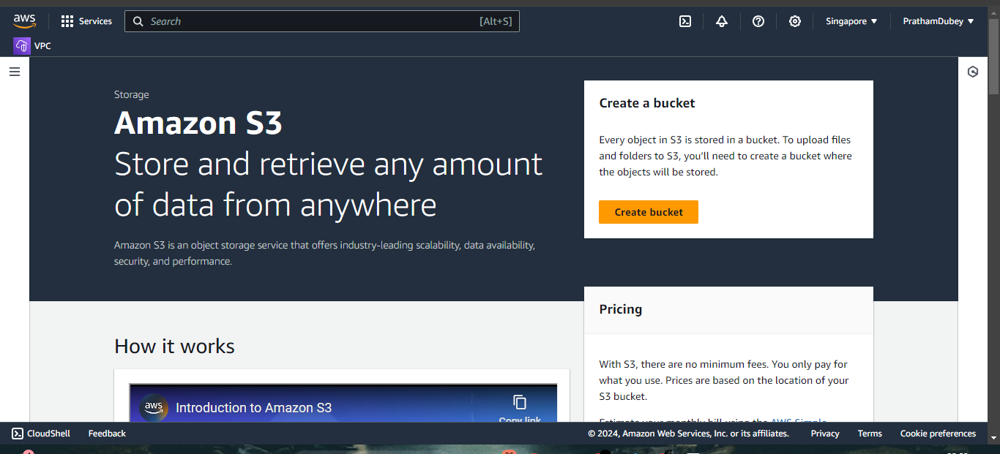 aws
Services
Search
[Alt+S]
Singapore
PrathamDubey
VPC
Storage
Amazon S3
Store and retrieve any amount
of data from anywhere
Amazon S3 is an object storage service that offers industry-leading scalability, data availability,
security, and performance.
Create a bucket
Every object in S3 is stored in a bucket. To upload files
and folders to S3, you'll need to create a bucket where
the objects will be stored.
Create bucket
Pricing
With S3, there are no minimum fees. You only pay for
what you use. Prices are based on the location of your
S3 bucket.
Estimate your monthly bill using the AWS Simple
How it works
aws
Introduction to Amazon S3
Copy link
CloudShell
Feedback
© 2024, Amazon Web Services, Inc. or its affiliates.
Privacy
Terms
Cookie preferences